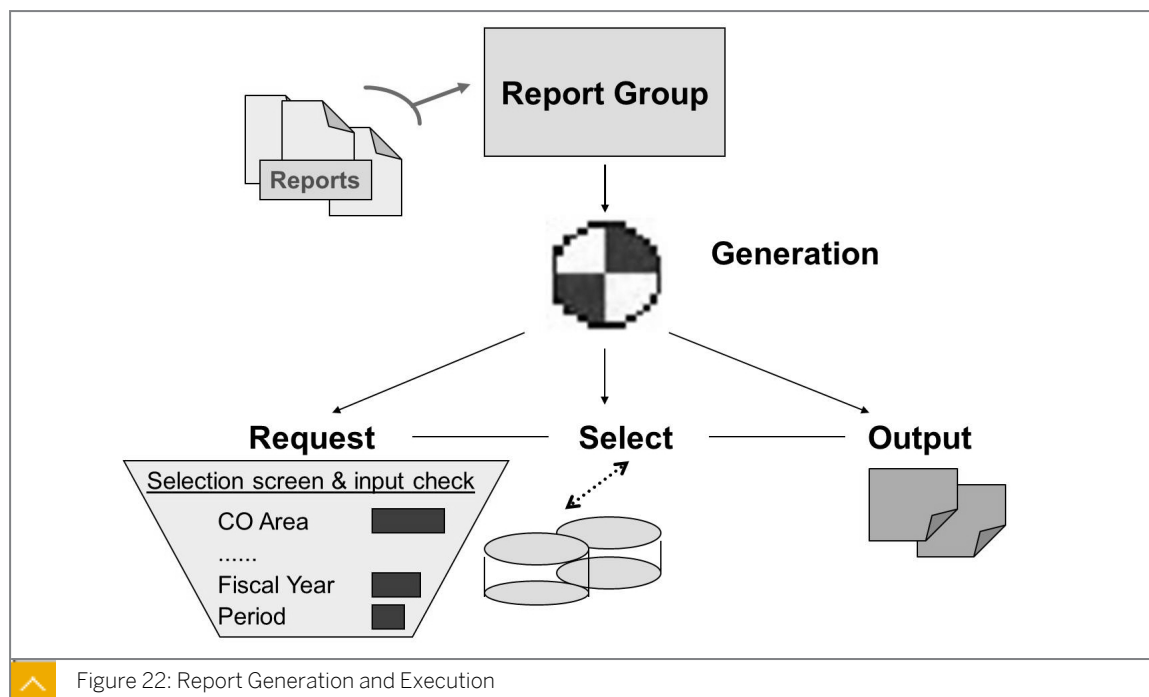 Report Group
Reports
Generation
Request
Select
Output
Selection screen & input check
CO Area
......
Fiscal Year
Period
Figure 22: Report Generation and Execution